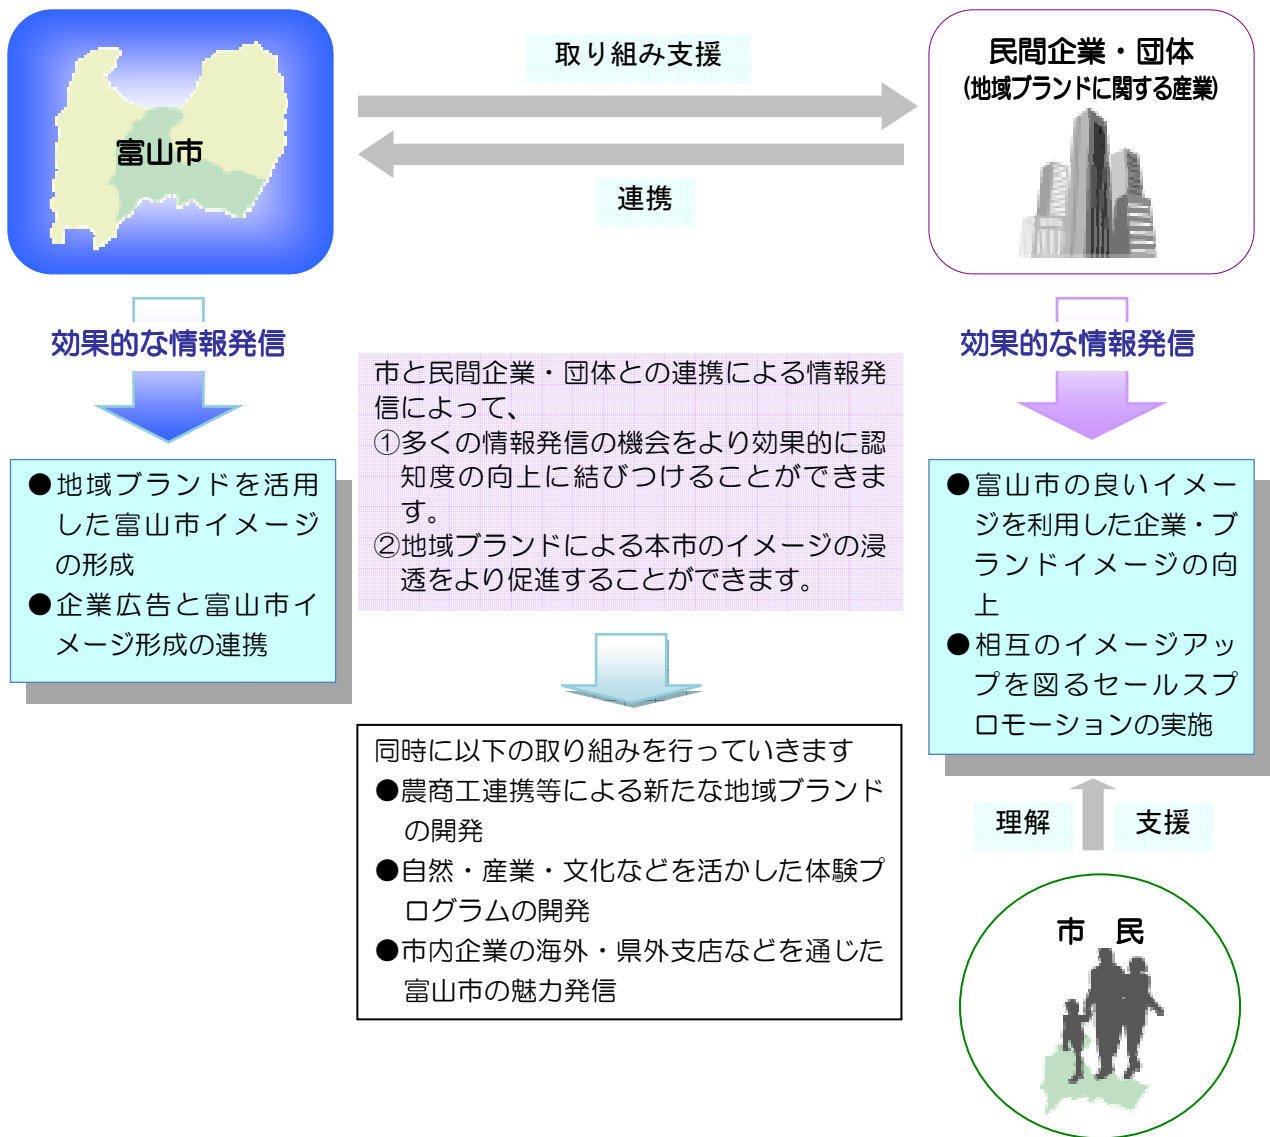 富山市
取り組み支援
連携
民間企業・団体
(地域ブランドに関する産業)
効果的な情報発信
●地域ブランドを活用
した富山市イメージ
の形成
●企業広告と富山市イ
メージ形成の連携
市と民間企業・団体との連携による情報発
信によって、
①多くの情報発信の機会をより効果的に認
知度の向上に結びつけることができま
す。
②地域ブランドによる本市のイメージの浸
透をより促進することができます。
同時に以下の取り組みを行っていきます
●農商工連携等による新たな地域ブランド
の開発
●自然・産業・文化などを活かした体験プ
ログラムの開発
●市内企業の海外・県外支店などを通じた
富山市の魅力発信
効果的な情報発信
●富山市の良いイメー
ジを利用した企業・ブ
ランドイメージの向
上
●相互のイメージアッ
プを図るセールスプ
ロモーションの実施
理解
支援
市 民